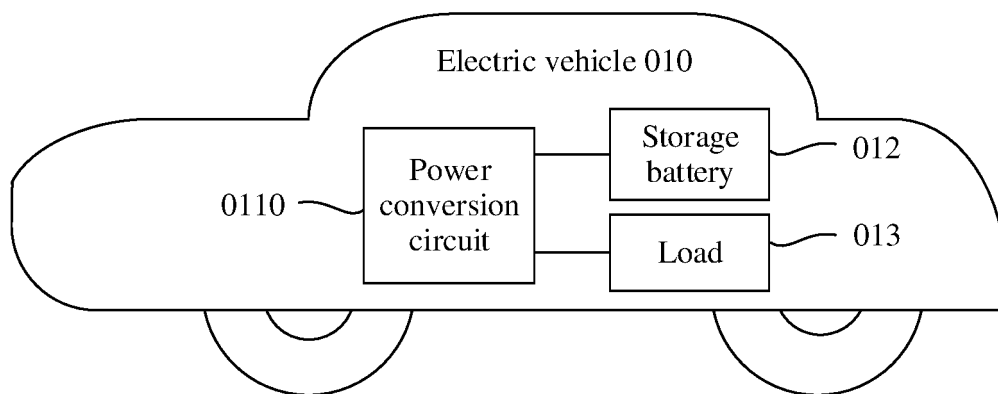 Electric vehicle 010
Storage
battery
012
Power
conversion
circuit
0110
Load
013